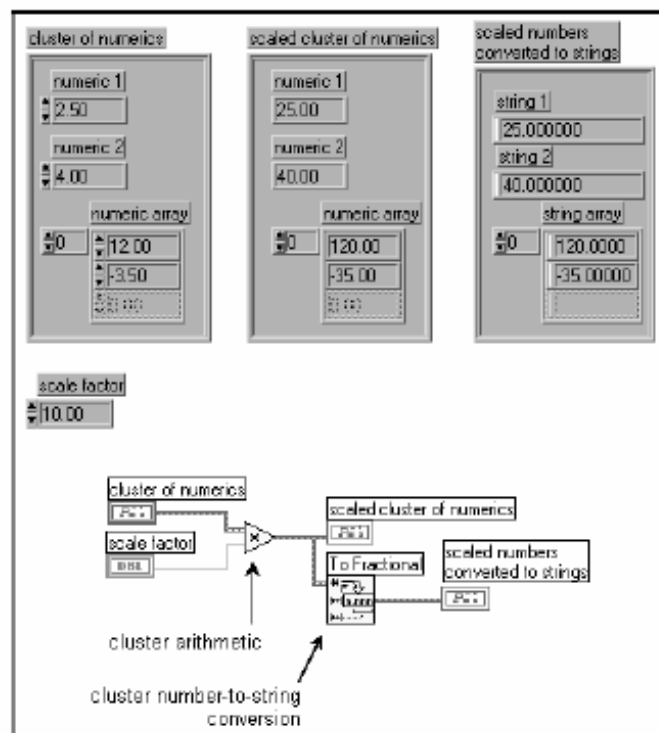 cluster of numerics
numeric 1
2.50
numeric 2
4.00
numeric array
0
12.00
-3.50
0.00
scaled cluster of numerics
numeric 1
25.00
numeric 2
40.00
numeric array
0
120.00
-35.00
0.00
scaled numbers
converted to strings
string 1
25.000000
string 2
40.000000
string array
0
120.0000
-35.00000
scale factor
10.00
cluster of numerics
scale factor
DBL
scaled cluster of numerics
To Fractional
scaled numbers
converted to strings
cluster arithmetic
cluster number-to-string
conversion